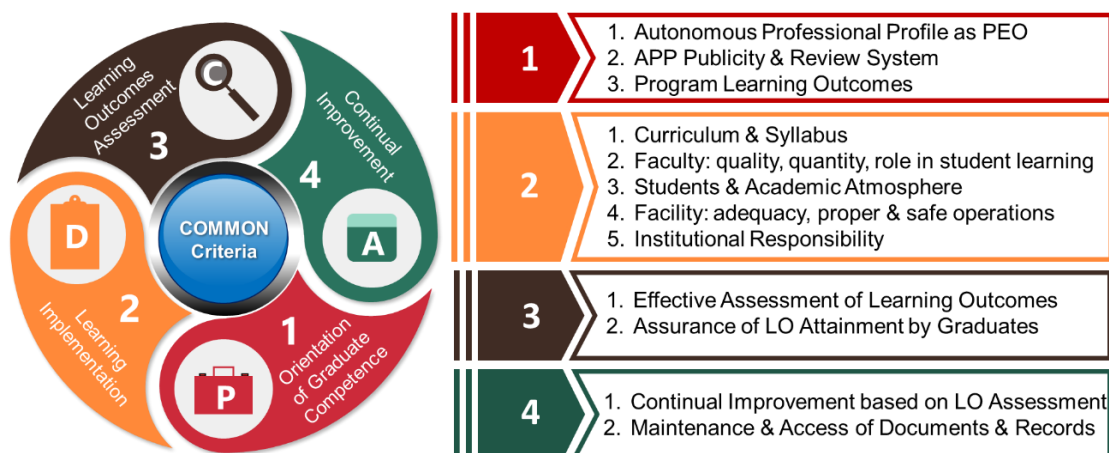 Learning
Outcomes
Assessment
3
C
Continual
Improvement
4
A
COMMON
Criteria
D
2
Learning
Implementation
1
Orientation
of Graduate
Competence
P
1
1. Autonomous Professional Profile as PEO
2. APP Publicity & Review System
3. Program Learning Outcomes
2
1. Curriculum & Syllabus
2. Faculty: quality, quantity, role in student learning
3. Students & Academic Atmosphere
4. Facility: adequacy, proper & safe operations
5. Institutional Responsibility
3
1. Effective Assessment of Learning Outcomes
2. Assurance of LO Attainment by Graduates
4
1. Continual Improvement based on LO Assessment
2. Maintenance & Access of Documents & Records